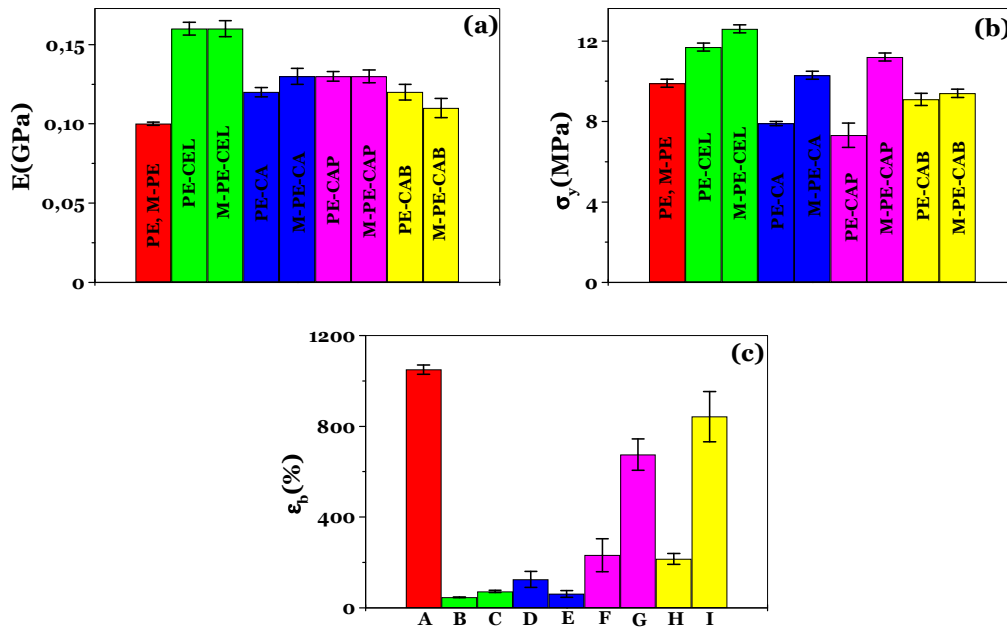 (a)
E(GPa)
0,15
0,10
0,05
0
PE, M-PE
PE-CEL
M-PE-CEL
PE-CA
M-PE-CA
PE-CAP
M-PE-CAP
PE-CAB
M-PE-CAB
(b)
σy(MPa)
12
8
4
0
PE, M-PE
PE-CEL
M-PE-CEL
PE-CA
M-PE-CA
PE-CAP
M-PE-CAP
PE-CAB
M-PE-CAB
(c)
εb(%)
1200
800
400
0
A B C D E F G H I